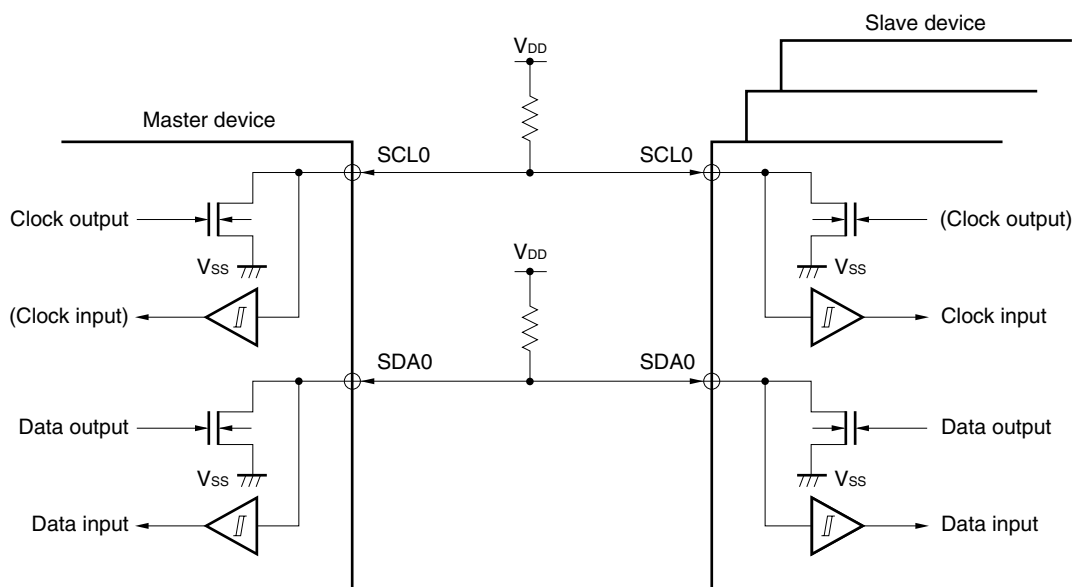 Slave device
VDD
Master device
SCL0
SCL0
Clock output
(Clock output)
VSS
VDD
VSS
(Clock input)
Clock input
SDA0
SDA0
Data output
Data output
VSS
VSS
Data input
Data input